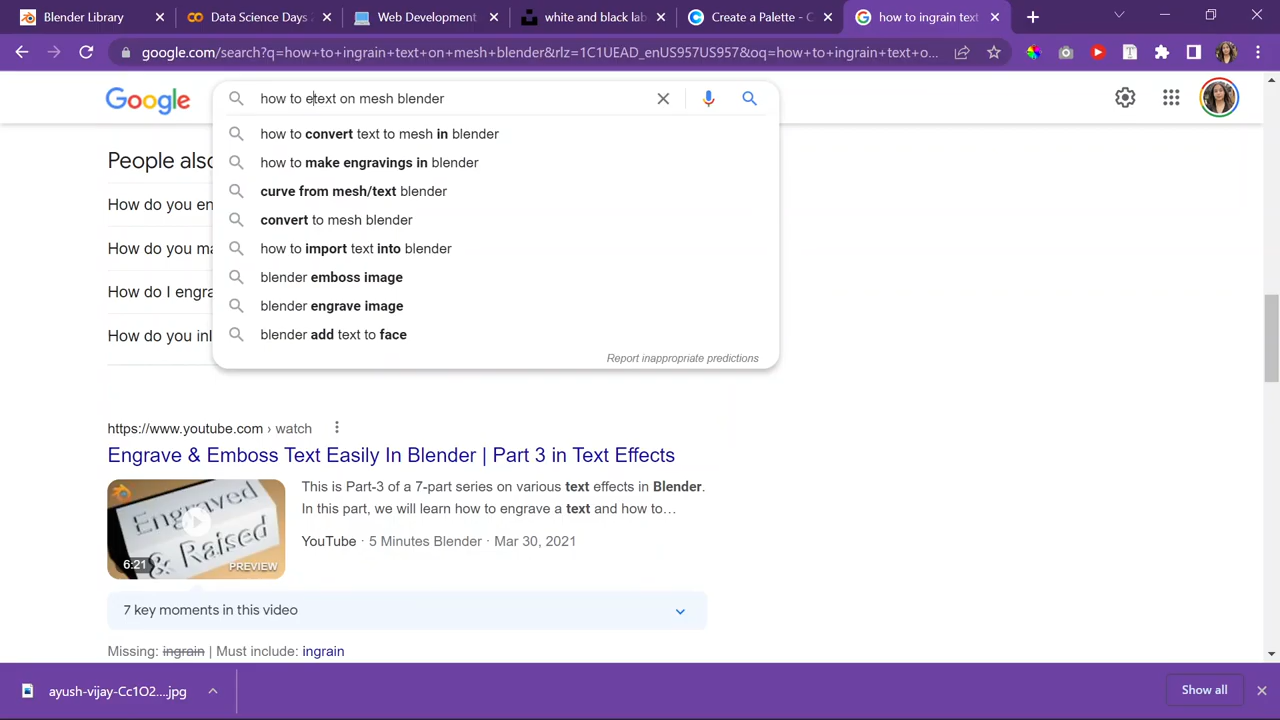 Blender Library
Data Science Days
Web Development
white and black lab
Create a Palette - C
how to ingrain text
google.com/search?q=how+to+ingrain+text+on+mesh+blender&rlz=1C1UEAD_enUS957US957&oq=how+to+ingrain+text+o...
Google
how to etext on mesh blender
how to convert text to mesh in blender
how to make engravings in blender
curve from mesh/text blender
convert to mesh blender
how to import text into blender
blender emboss image
blender engrave image
blender add text to face
Report inappropriate predictions
People also
How do you en
How do you ma
How do I engra
How do you inl
https://www.youtube.com › watch
Engrave & Emboss Text Easily In Blender | Part 3 in Text Effects
Engraved
& Raised
6:21
PREVIEW
This is Part-3 of a 7-part series on various text effects in Blender.
In this part, we will learn how to engrave a text and how to...
YouTube · 5 Minutes Blender · Mar 30, 2021
7 key moments in this video
Missing: ingrain | Must include: ingrain
ayush-vijay-Cc1O2....jpg
Show all